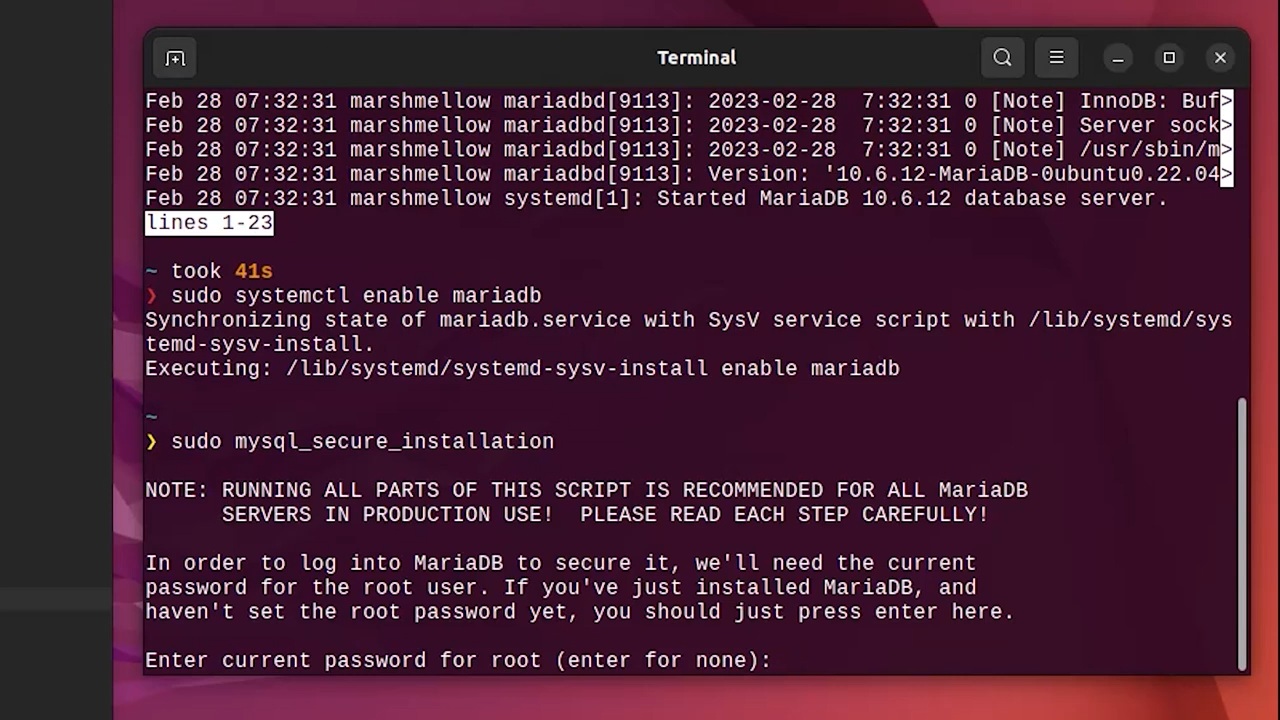 Terminal
Feb 28 07:32:31 marshmellow mariadbd[9113]: 2023-02-28  7:32:31 0 [Note] InnoDB: Buf>
Feb 28 07:32:31 marshmellow mariadbd[9113]: 2023-02-28  7:32:31 0 [Note] Server sock>
Feb 28 07:32:31 marshmellow mariadbd[9113]: 2023-02-28  7:32:31 0 [Note] /usr/sbin/m>
Feb 28 07:32:31 marshmellow mariadbd[9113]: Version: '10.6.12-MariaDB-0ubuntu0.22.04>
Feb 28 07:32:31 marshmellow systemd[1]: Started MariaDB 10.6.12 database server.
lines 1-23
~ took 41s
❯ sudo systemctl enable mariadb
Synchronizing state of mariadb.service with SysV service script with /lib/systemd/sys
temd-sysv-install.
Executing: /lib/systemd/systemd-sysv-install enable mariadb
~
❯ sudo mysql_secure_installation
NOTE: RUNNING ALL PARTS OF THIS SCRIPT IS RECOMMENDED FOR ALL MariaDB
      SERVERS IN PRODUCTION USE!  PLEASE READ EACH STEP CAREFULLY!
In order to log into MariaDB to secure it, we'll need the current
password for the root user. If you've just installed MariaDB, and
haven't set the root password yet, you should just press enter here.
Enter current password for root (enter for none):